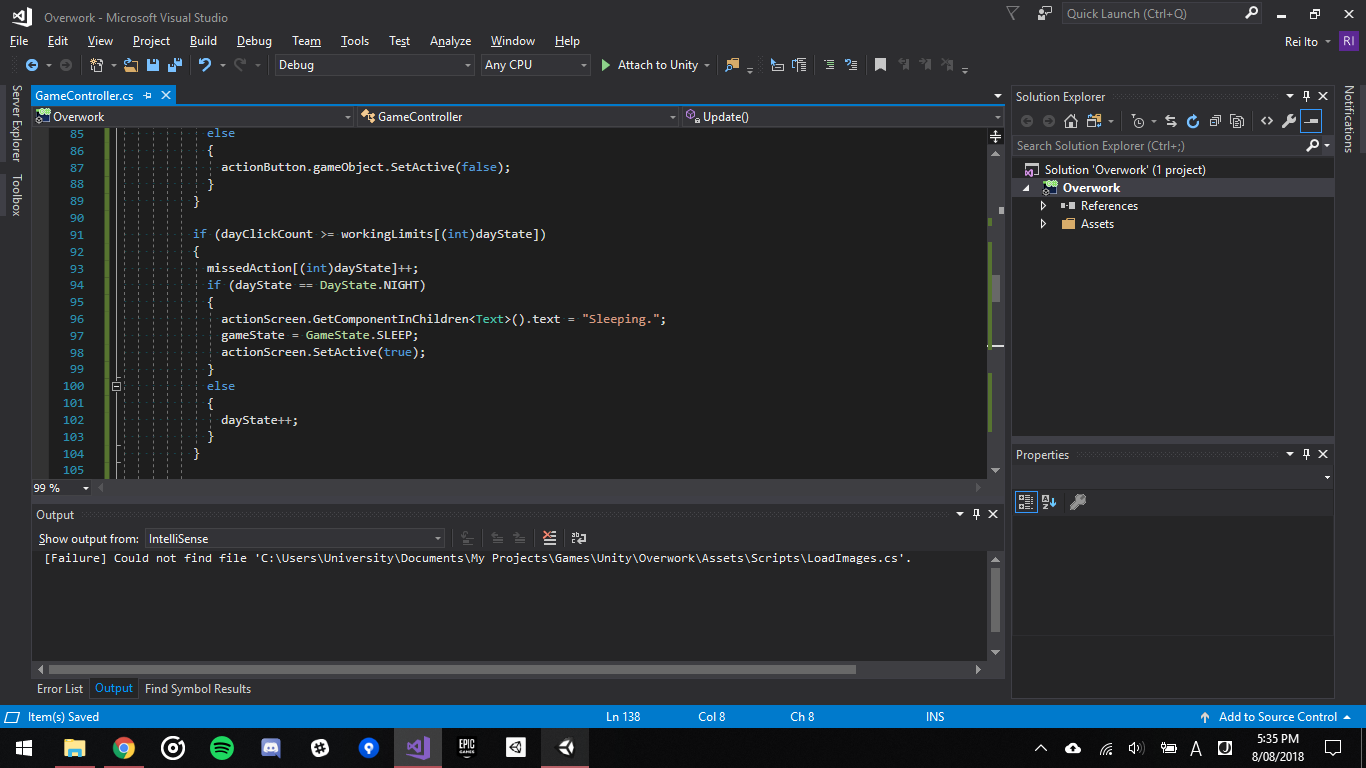 Overwork - Microsoft Visual Studio
Quick Launch (Ctrl+Q)
File Edit View Project Build Debug Team Tools Test Analyze Window Help
Rei Ito RI
Debug Any CPU Attach to Unity
Server Explorer
Toolbox
GameController.cs
Overwork GameController Update()
85 else
86 {
87 actionButton.gameObject.SetActive(false);
88 }
89 }
90
91 if (dayClickCount >= workingLimits[(int)dayState])
92 {
93 missedAction[(int)dayState]++;
94 if (dayState == DayState.NIGHT)
95 {
96 actionScreen.GetComponentInChildren<Text>().text = "Sleeping.";
97 gameState = GameState.SLEEP;
98 actionScreen.SetActive(true);
99 }
100 else
101 {
102 dayState++;
103 }
104 }
105
99 %
Output
Show output from: IntelliSense
[Failure] Could not find file 'C:\Users\University\Documents\My Projects\Games\Unity\Overwork\Assets\Scripts\LoadImages.cs'.
Error List Output Find Symbol Results
Solution Explorer
Search Solution Explorer (Ctrl+;)
Solution 'Overwork' (1 project)
Overwork
References
Assets
Properties
Notifications
Item(s) Saved Ln 138 Col 8 Ch 8 INS Add to Source Control
EPIC GAMES
A J
5:35 PM
8/08/2018